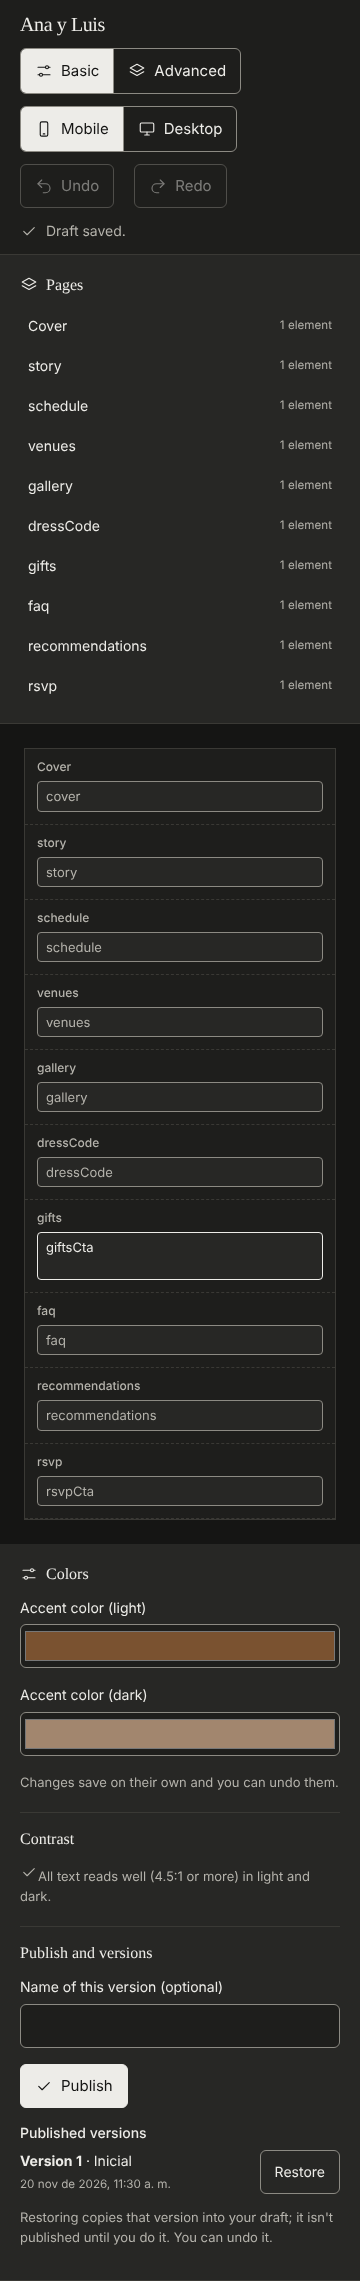 Ana y Luis
Basic Advanced
Mobile Desktop
Undo Redo
Draft saved.
Pages
Cover 1 element
story 1 element
schedule 1 element
venues 1 element
gallery 1 element
dressCode 1 element
gifts 1 element
faq 1 element
recommendations 1 element
rsvp 1 element
Cover
cover
story
story
schedule
schedule
venues
venues
gallery
gallery
dressCode
dressCode
gifts
giftsCta
faq
faq
recommendations
recommendations
rsvp
rsvpCta
Colors
Accent color (light)
Accent color (dark)
Changes save on their own and you can undo them.
Contrast
All text reads well (4.5:1 or more) in light and
dark.
Publish and versions
Name of this version (optional)
Publish
Published versions
Version 1 · Inicial
20 nov de 2026, 11:30 a. m.
Restore
Restoring copies that version into your draft; it isn't
published until you do it. You can undo it.